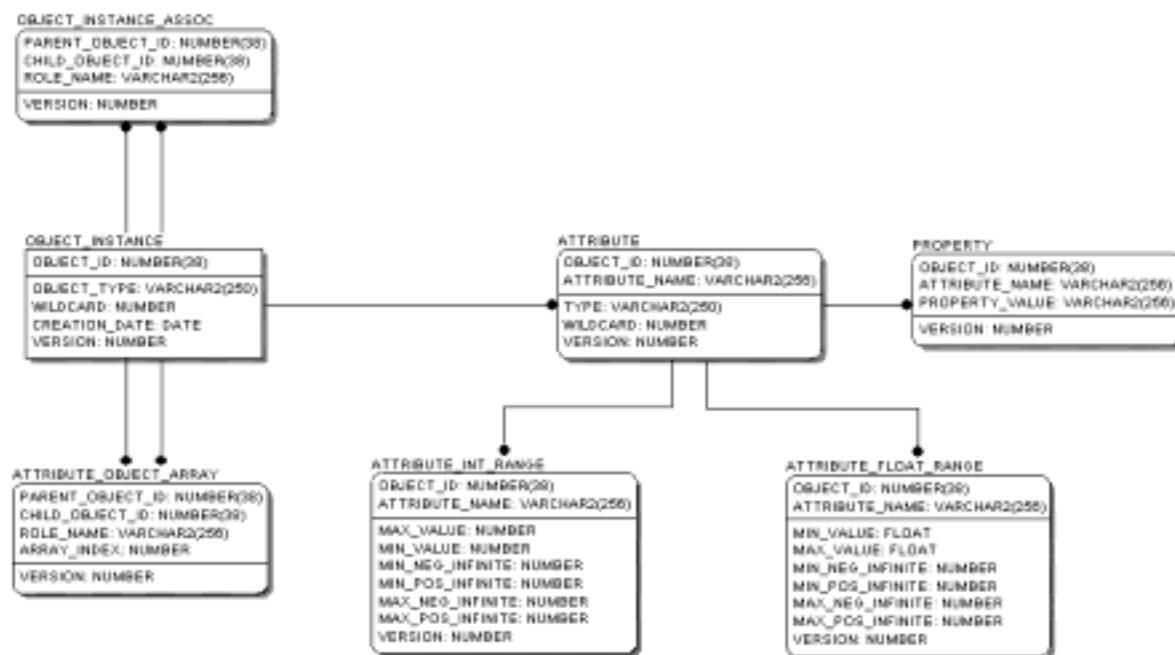 OBJECT_INSTANCE_ASSOC
PARENT_OBJECT_ID: NUMBER(38)
CHILD_OBJECT_ID: NUMBER(38)
ROLE_NAME: VARCHAR2(256)
VERSION: NUMBER
OBJECT_INSTANCE
OBJECT_ID: NUMBER(38)
OBJECT_TYPE: VARCHAR2(250)
WILDCARD: NUMBER
CREATION_DATE: DATE
VERSION: NUMBER
ATTRIBUTE
OBJECT_ID: NUMBER(38)
ATTRIBUTE_NAME: VARCHAR2(256)
TYPE: VARCHAR2(250)
WILDCARD: NUMBER
VERSION: NUMBER
PROPERTY
OBJECT_ID: NUMBER(38)
ATTRIBUTE_NAME: VARCHAR2(256)
PROPERTY_VALUE: VARCHAR2(256)
VERSION: NUMBER
ATTRIBUTE_OBJECT_ARRAY
PARENT_OBJECT_ID: NUMBER(38)
CHILD_OBJECT_ID: NUMBER(38)
ROLE_NAME: VARCHAR2(256)
ARRAY_INDEX: NUMBER
VERSION: NUMBER
ATTRIBUTE_INT_RANGE
OBJECT_ID: NUMBER(38)
ATTRIBUTE_NAME: VARCHAR2(256)
MAX_VALUE: NUMBER
MIN_VALUE: NUMBER
MIN_NEG_INFINITE: NUMBER
MIN_POS_INFINITE: NUMBER
MAX_NEG_INFINITE: NUMBER
MAX_POS_INFINITE: NUMBER
VERSION: NUMBER
ATTRIBUTE_FLOAT_RANGE
OBJECT_ID: NUMBER(38)
ATTRIBUTE_NAME: VARCHAR2(256)
MIN_VALUE: FLOAT
MAX_VALUE: FLOAT
MIN_NEG_INFINITE: NUMBER
MIN_POS_INFINITE: NUMBER
MAX_NEG_INFINITE: NUMBER
MAX_POS_INFINITE: NUMBER
VERSION: NUMBER